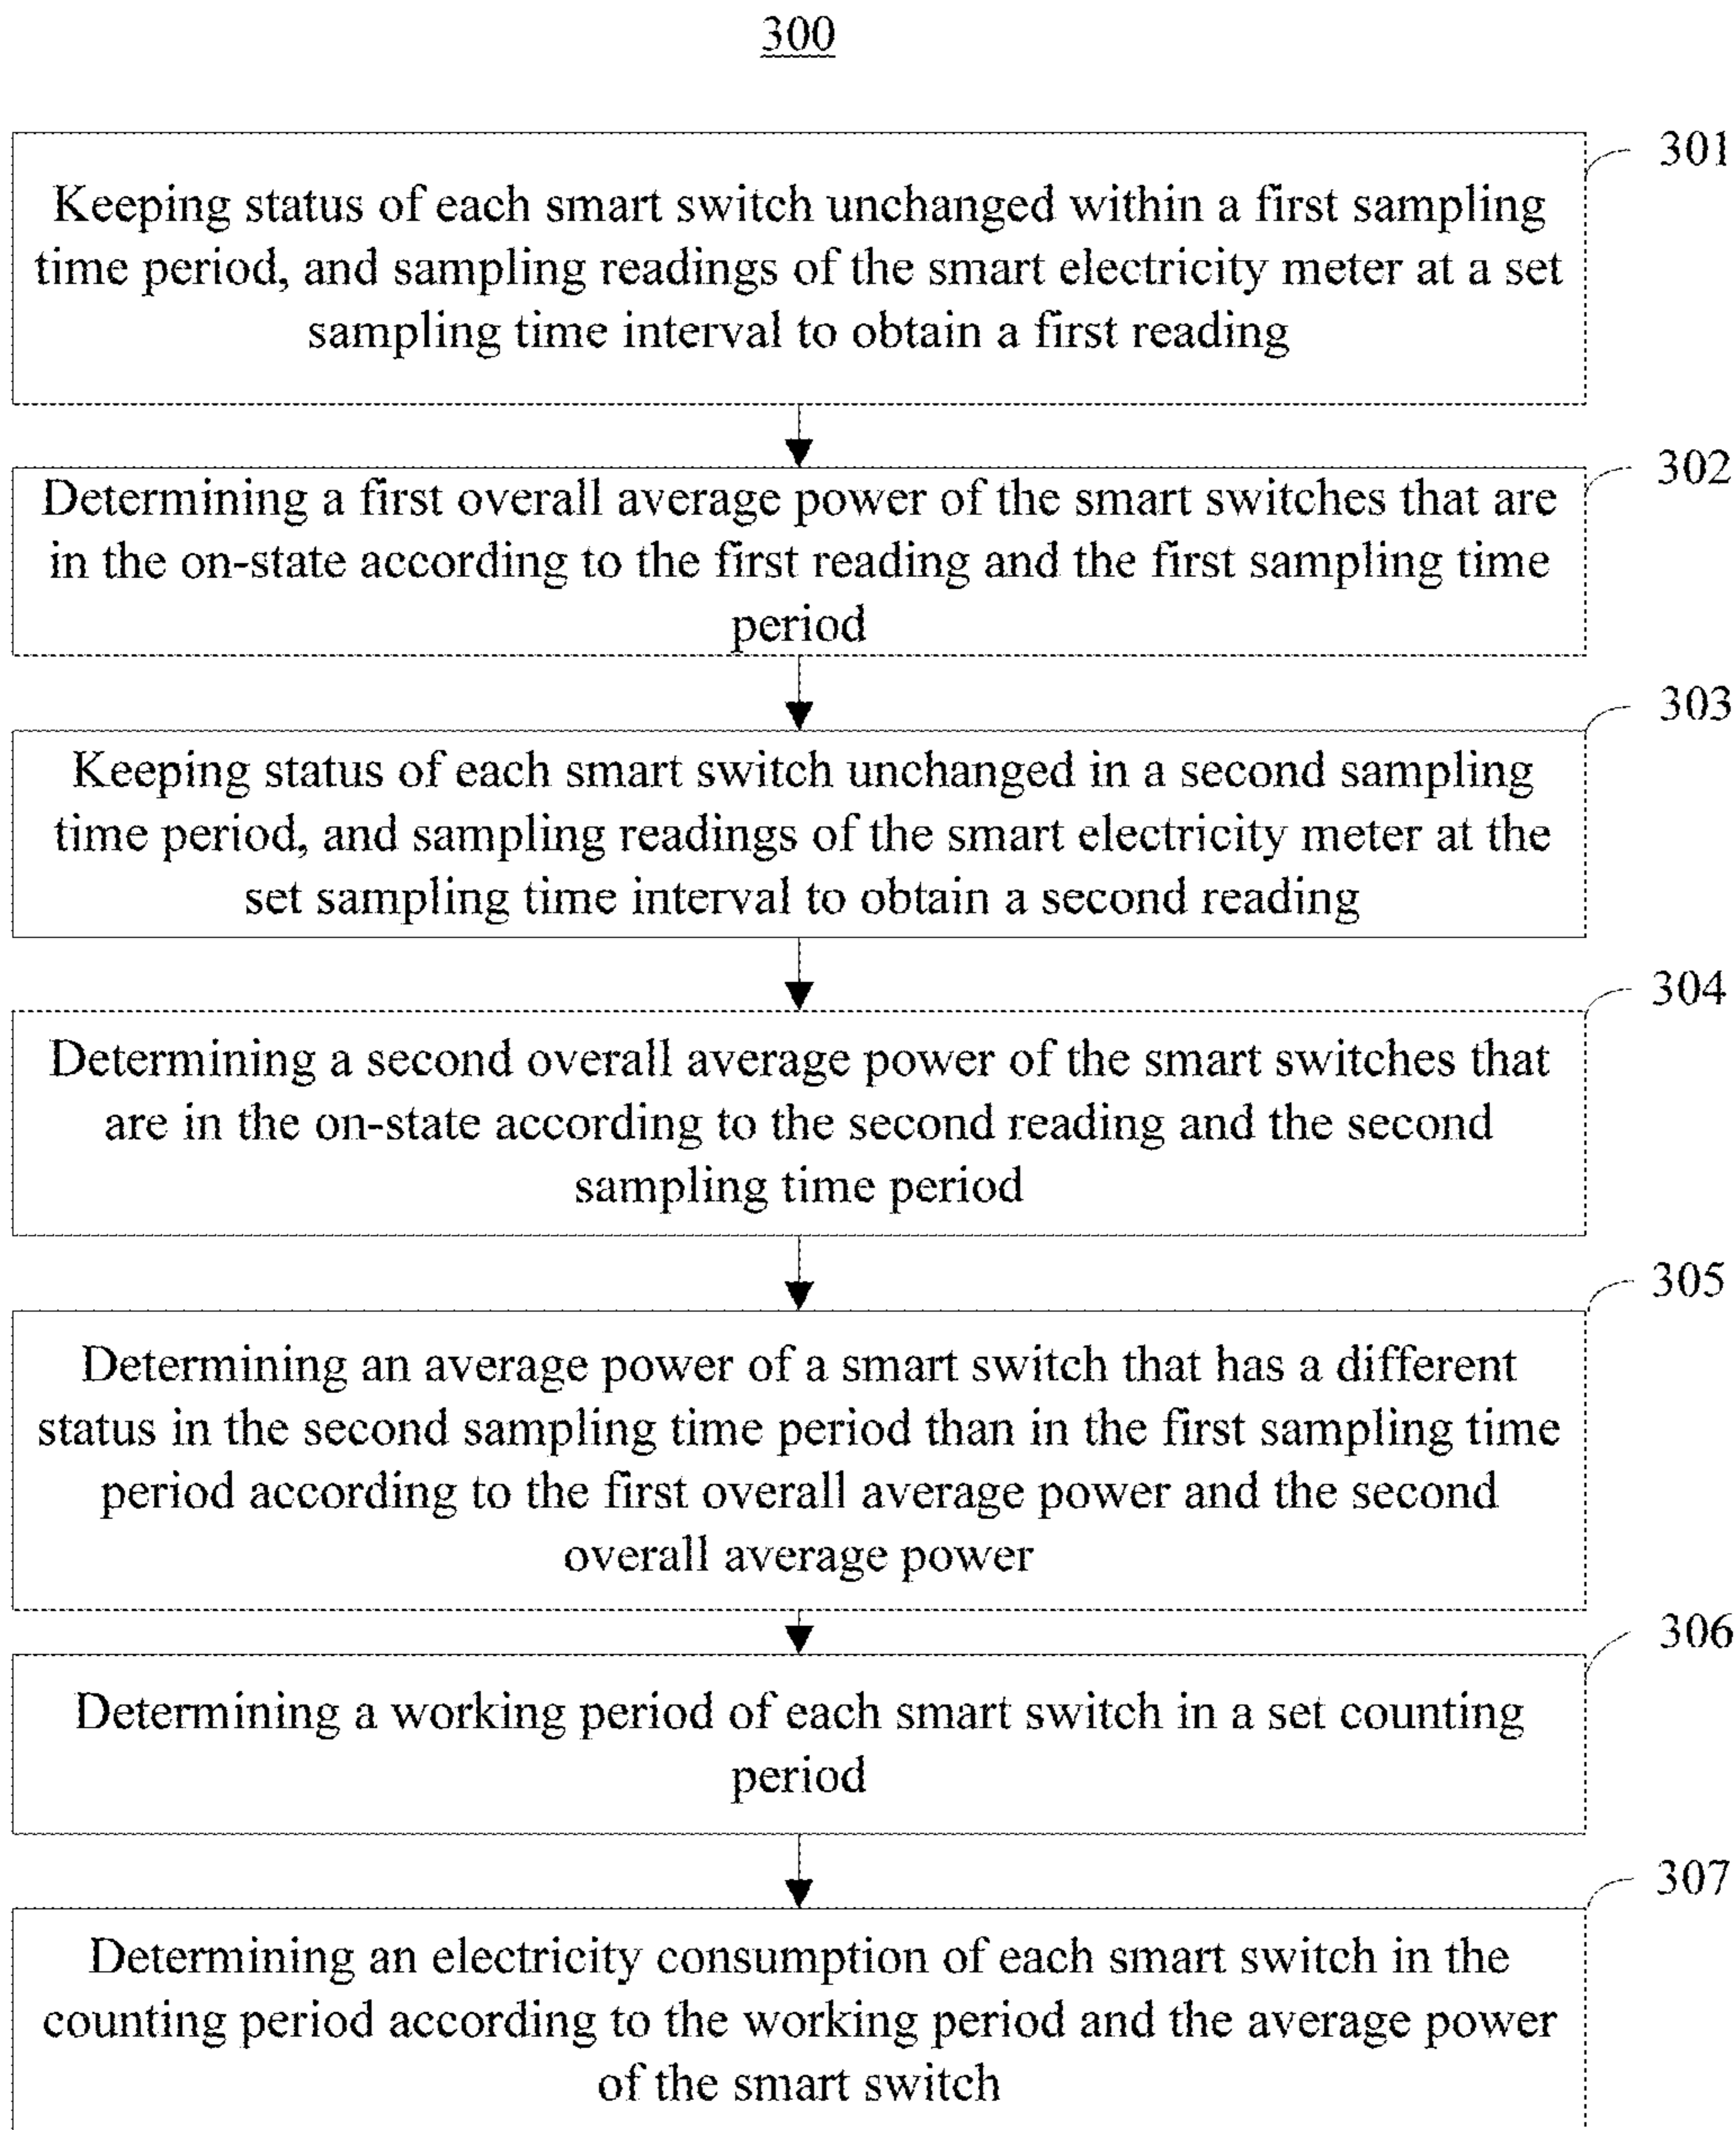 300
301
Keeping status of each smart switch unchanged within a first sampling
time period, and sampling readings of the smart electricity meter at a set
sampling time interval to obtain a first reading
302
Determining a first overall average power of the smart switches that are
in the on-state according to the first reading and the first sampling time
period
303
Keeping status of each smart switch unchanged in a second sampling
time period, and sampling readings of the smart electricity meter at the
set sampling time interval to obtain a second reading
304
Determining a second overall average power of the smart switches that
are in the on-state according to the second reading and the second
sampling time period
305
Determining an average power of a smart switch that has a different
status in the second sampling time period than in the first sampling time
period according to the first overall average power and the second
overall average power
306
Determining a working period of each smart switch in a set counting
period
307
Determining an electricity consumption of each smart switch in the
counting period according to the working period and the average power
of the smart switch